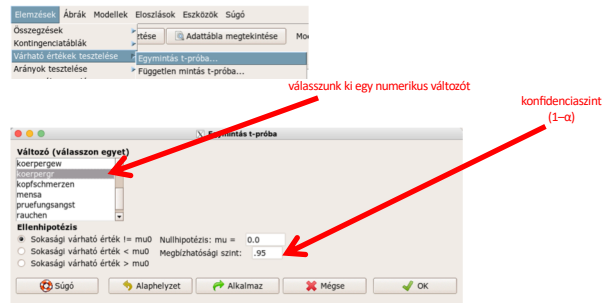 Elemzések Ábrák Modellek Eloszlások Eszközök Súgó
Összegzések
Kontingenciatáblák
ztése Adattábla megtekintése
Várható értékek tesztelése Egymintás t-próba...
Arányok tesztelése Független mintás t-próba...
válasszunk ki egy numerikus változót
konfidenciaszint
(1–α)
Egymintás t-próba
Változó (válasszon egyet)
koerpergew
koerpergr
kopfschmerzen
mensa
pruefungsangst
rauchen
Ellenhipotézis
Sokasági várható érték != mu0 Nullhipotézis: mu = 0.0
Sokasági várható érték < mu0 Megbízhatósági szint: .95
Sokasági várható érték > mu0
Súgó Alaphelyzet Alkalmaz Mégse OK